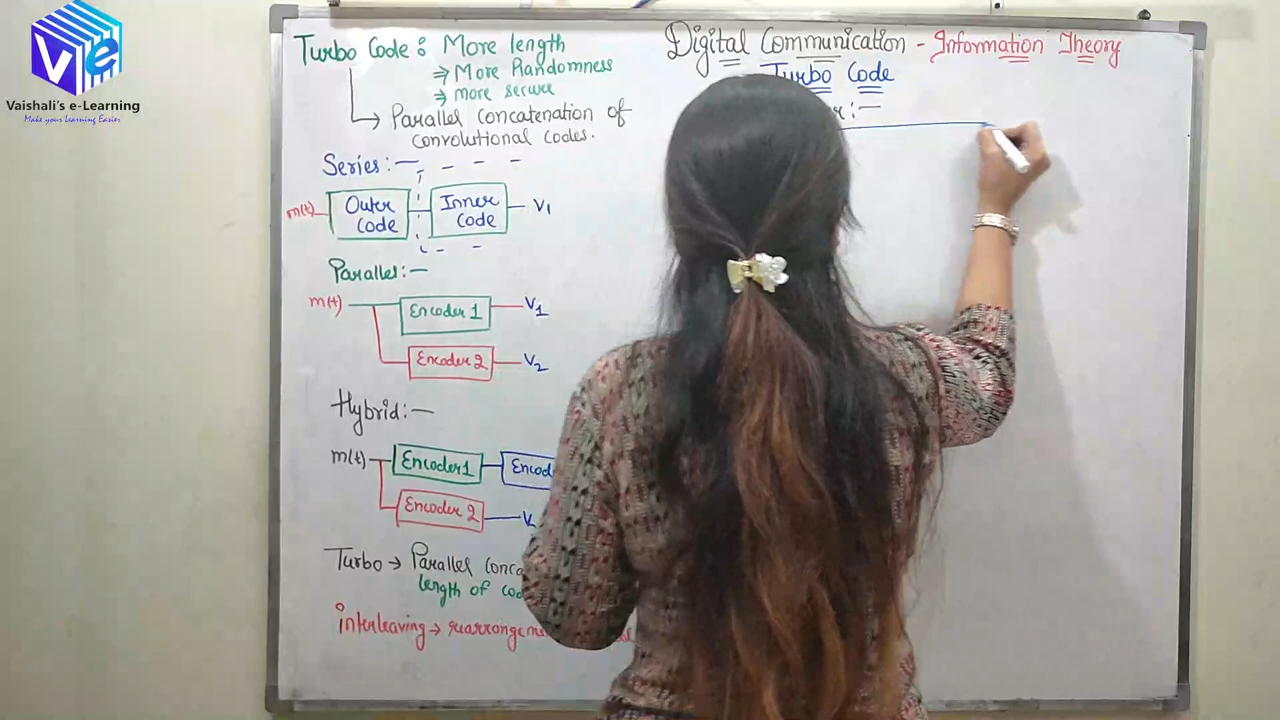 Ve
Vaishali's e-Learning
Make your Learning Easier
Turbo Code : More length
⇒ More Randomness
⇒ more secure
→ Parallel concatenation of
convolutional codes.
Series:—
m(t) Outer Code Inner Code V1
Parallel:—
m(t) Encoder 1 V1
Encoder 2 V2
Hybrid:—
m(t) Encoder1
Encoder 2
Turbo → Parallel
length of
interleaving →
Digital Communication - Information Theory
Turbo Code